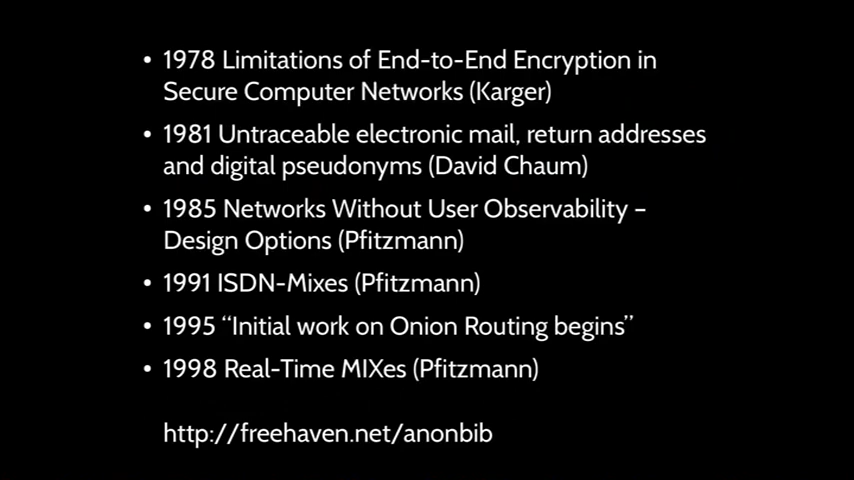 • 1978 Limitations of End-to-End Encryption in
Secure Computer Networks (Karger)
• 1981 Untraceable electronic mail, return addresses
and digital pseudonyms (David Chaum)
• 1985 Networks Without User Observability –
Design Options (Pfitzmann)
• 1991 ISDN-Mixes (Pfitzmann)
• 1995 “Initial work on Onion Routing begins”
• 1998 Real-Time MIXes (Pfitzmann)
http://freehaven.net/anonbib